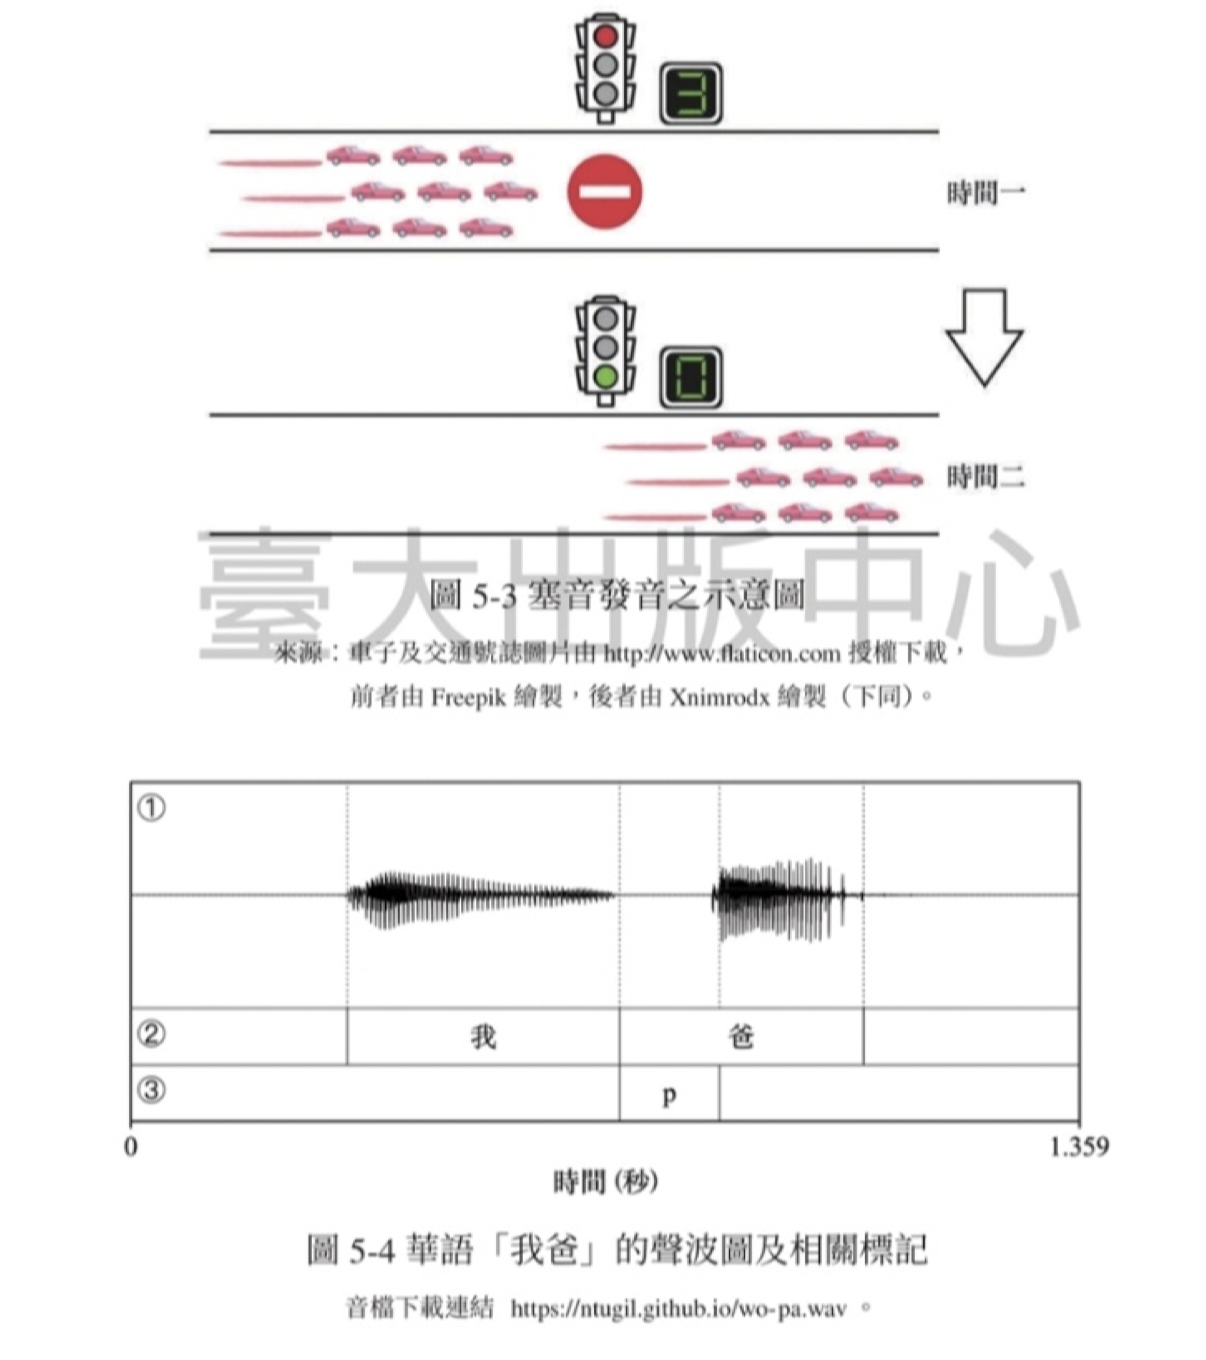 3
時間一
0
時間二
臺大出版中心
圖 5-3 塞音發音之示意圖
來源：車子及交通號誌圖片由 http://www.flaticon.com 授權下載，
前者由 Freepik 繪製，後者由 Xnimrodx 繪製（下同）。
①
② 我 爸
③ p
0 1.359
時間 (秒)
圖 5-4 華語「我爸」的聲波圖及相關標記
音檔下載連結 https://ntugil.github.io/wo-pa.wav 。